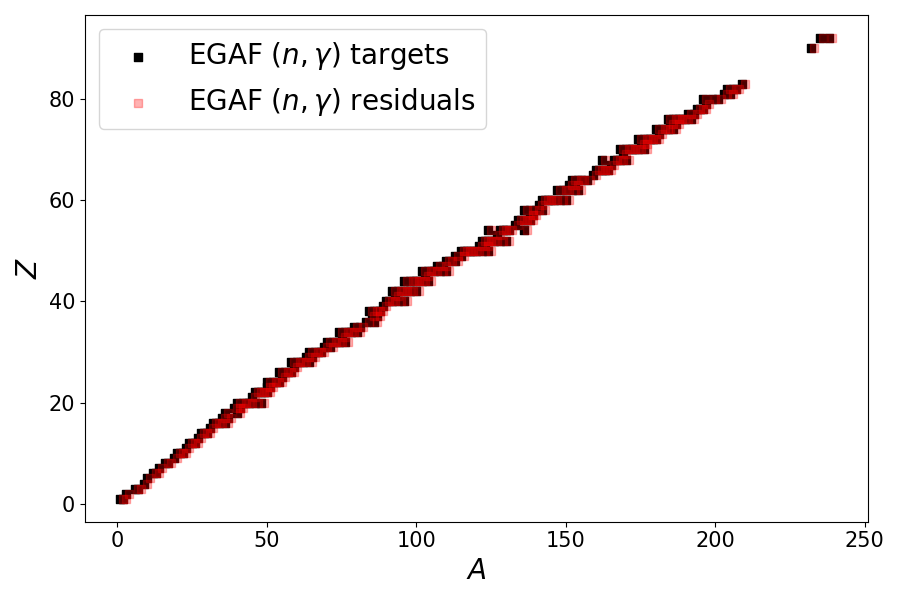 EGAF (n, γ) targets
EGAF (n, γ) residuals
Z
80
60
40
20
0
0 50 100 150 200 250
A